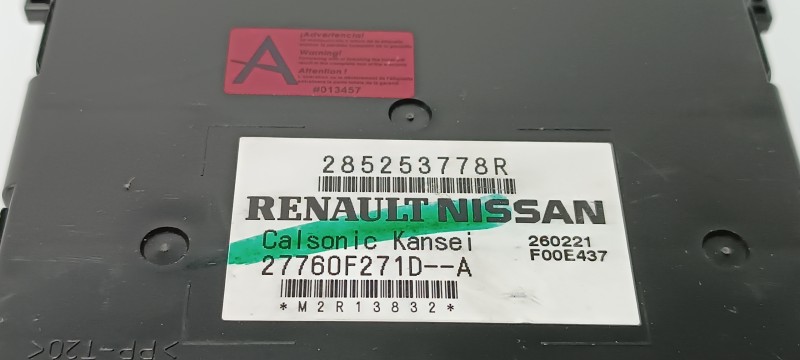 ¡Advertencia!
A
Warning!
Attention !
#013457
285253778R
RENAULT NISSAN
Calsonic Kansei
260221
27760F271D--A
F00E437
*M2R13832*
>PP-T20<